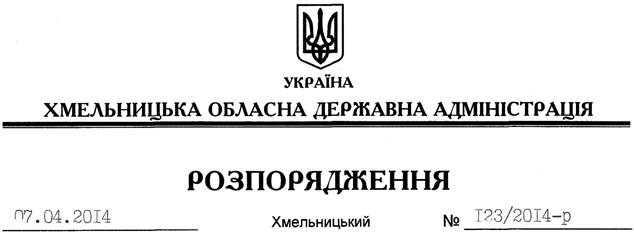 УКРАЇНА
ХМЕЛЬНИЦЬКА ОБЛАСНА ДЕРЖАВНА АДМІНІСТРАЦІЯ
РОЗПОРЯДЖЕННЯ
07.04.2014 Хмельницький № 123/2014-р